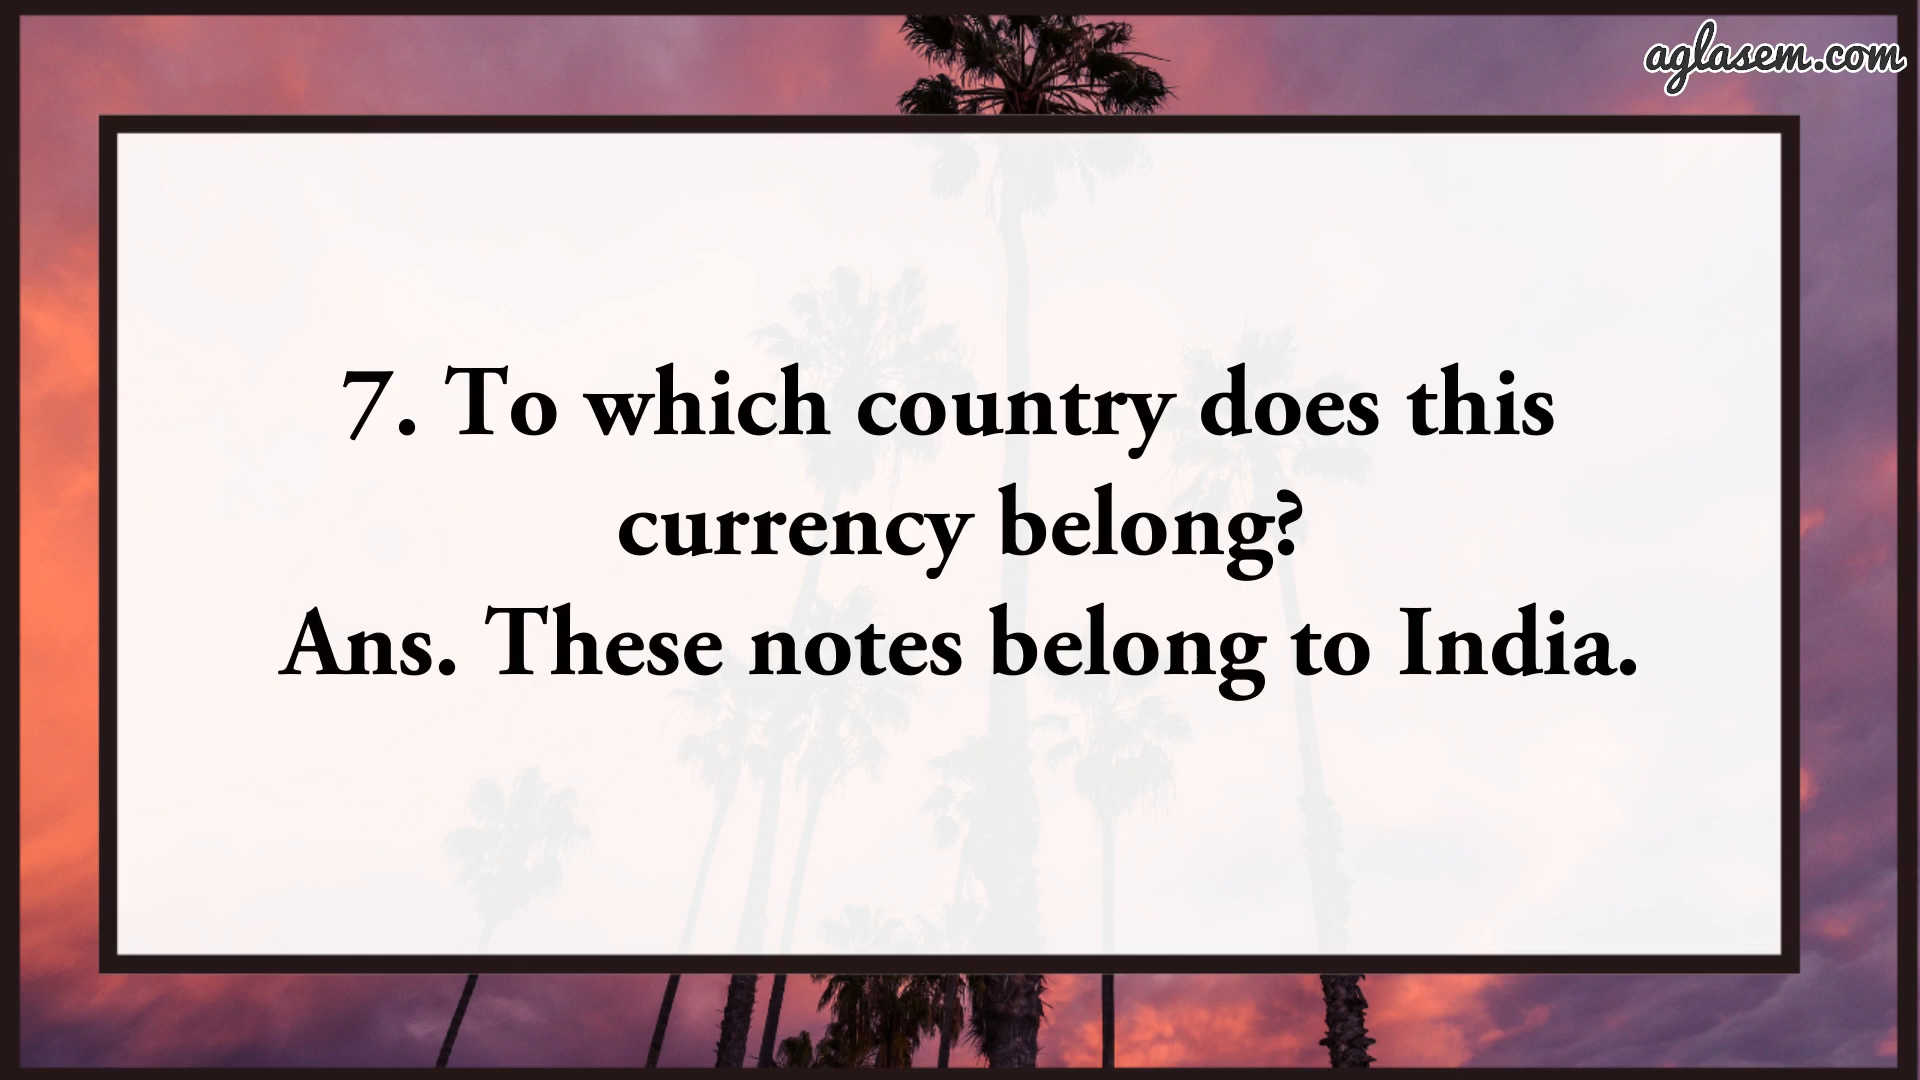 aglasem.com
7. To which country does this
currency belong?
Ans. These notes belong to India.